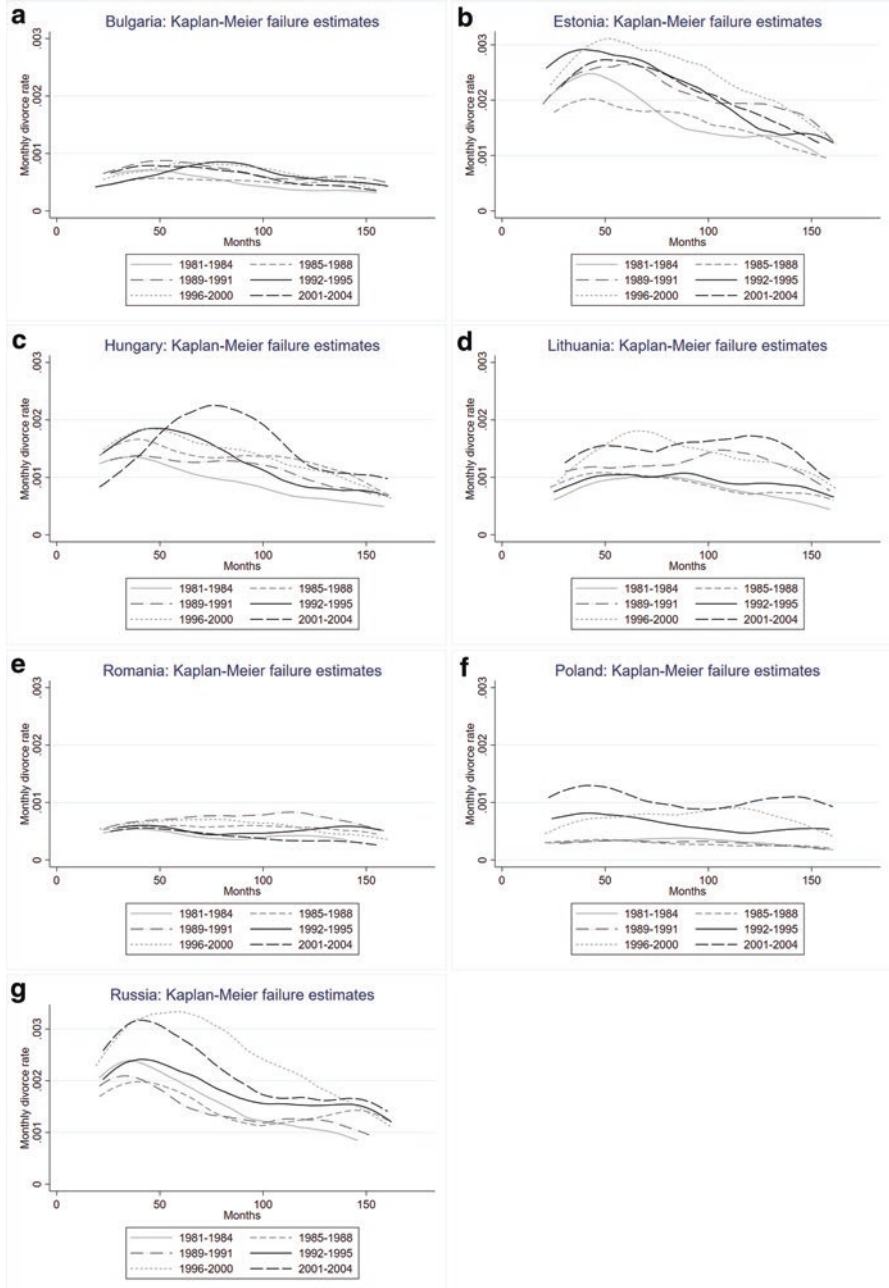 a
Bulgaria: Kaplan-Meier failure estimates
Monthly divorce rate
.003
.002
.001
0
0 50 100 150
Months
1981-1984 1985-1988
1989-1991 1992-1995
1996-2000 2001-2004
b
Estonia: Kaplan-Meier failure estimates
Monthly divorce rate
.003
.002
.001
0
0 50 100 150
Months
1981-1984 1985-1988
1989-1991 1992-1995
1996-2000 2001-2004
c
Hungary: Kaplan-Meier failure estimates
Monthly divorce rate
.003
.002
.001
0
0 50 100 150
Months
1981-1984 1985-1988
1989-1991 1992-1995
1996-2000 2001-2004
d
Lithuania: Kaplan-Meier failure estimates
Monthly divorce rate
.003
.002
.001
0
0 50 100 150
Months
1981-1984 1985-1988
1989-1991 1992-1995
1996-2000 2001-2004
e
Romania: Kaplan-Meier failure estimates
Monthly divorce rate
.003
.002
.001
0
0 50 100 150
Months
1981-1984 1985-1988
1989-1991 1992-1995
1996-2000 2001-2004
f
Poland: Kaplan-Meier failure estimates
Monthly divorce rate
.003
.002
.001
0
0 50 100 150
Months
1981-1984 1985-1988
1989-1991 1992-1995
1996-2000 2001-2004
g
Russia: Kaplan-Meier failure estimates
Monthly divorce rate
.003
.002
.001
0
0 50 100 150
Months
1981-1984 1985-1988
1989-1991 1992-1995
1996-2000 2001-2004